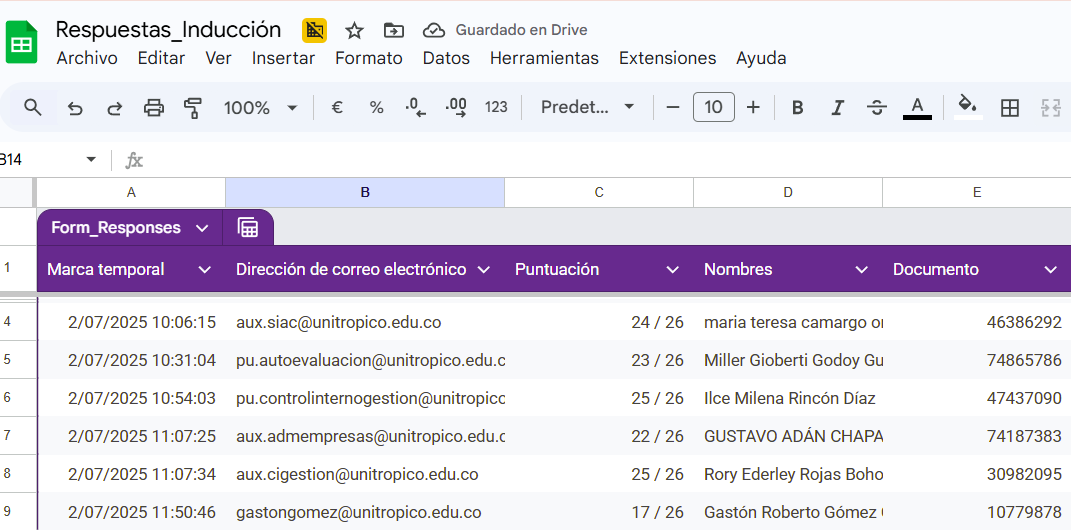 Respuestas_Inducción Guardado en Drive
Archivo Editar Ver Insertar Formato Datos Herramientas Extensiones Ayuda
100% € % .0 .00 123 Predet... 10 B I S A
B14 fx
A B C D E
Form_Responses
1 Marca temporal Dirección de correo electrónico Puntuación Nombres Documento
4 2/07/2025 10:06:15 aux.siac@unitropico.edu.co 24 / 26 maria teresa camargo 46386292
5 2/07/2025 10:31:04 pu.autoevaluacion@unitropico.edu.c 23 / 26 Miller Gioberti Godoy Gu 74865786
6 2/07/2025 10:54:03 pu.controlinternogestion@unitropic 25 / 26 Ilce Milena Rincón Díaz 47437090
7 2/07/2025 11:07:25 aux.admempresas@unitropico.edu.c 22 / 26 GUSTAVO ADÁN CHAPA 74187383
8 2/07/2025 11:07:34 aux.cigestion@unitropico.edu.co 25 / 26 Rory Ederley Rojas Boho 30982095
9 2/07/2025 11:50:46 gastongomez@unitropico.edu.co 17 / 26 Gastón Roberto Gómez 10779878